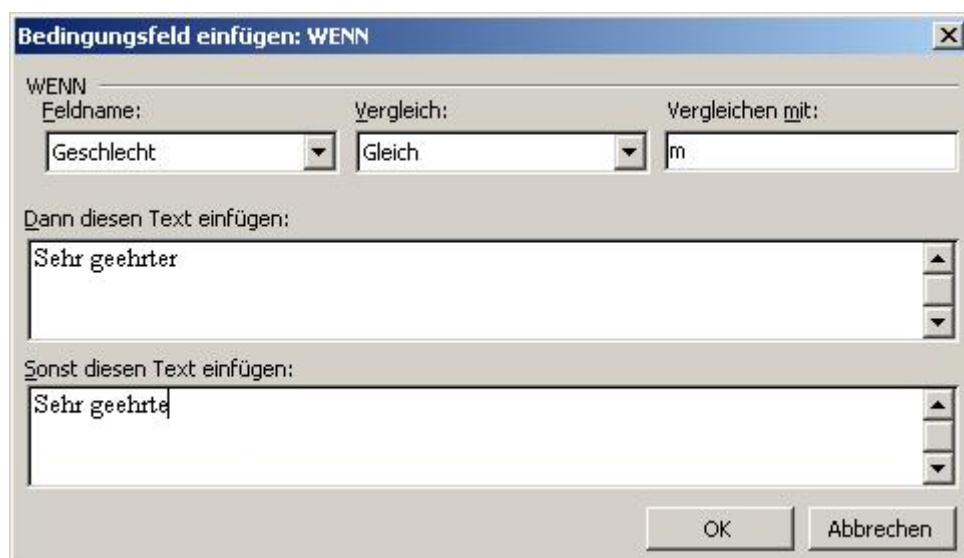 Bedingungsfeld einfügen: WENN
WENN
Feldname: Vergleich: Vergleichen mit:
Geschlecht Gleich m
Dann diesen Text einfügen:
Sehr geehrter
Sonst diesen Text einfügen:
Sehr geehrte
OK Abbrechen